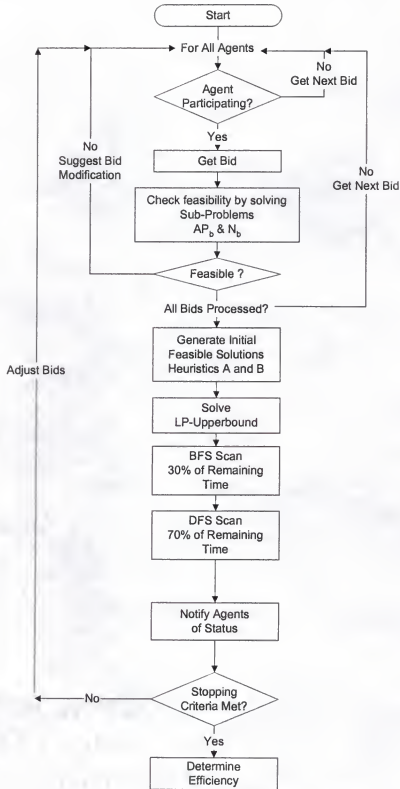 Start
For All Agents
No
Get Next Bid
Agent
Participating?
Yes
No
Suggest Bid
Modification
Get Bid
No
Get Next Bid
Check feasibility by solving
Sub-Problems
APb & Nb
Feasible ?
All Bids Processed?
Generate Initial
Feasible Solutions
Heuristics A and B
Adjust Bids
Solve
LP-Upperbound
BFS Scan
30% of Remaining
Time
DFS Scan
70% of Remaining
Time
Notify Agents
of Status
No
Stopping
Criteria Met?
Yes
Determine
Efficiency